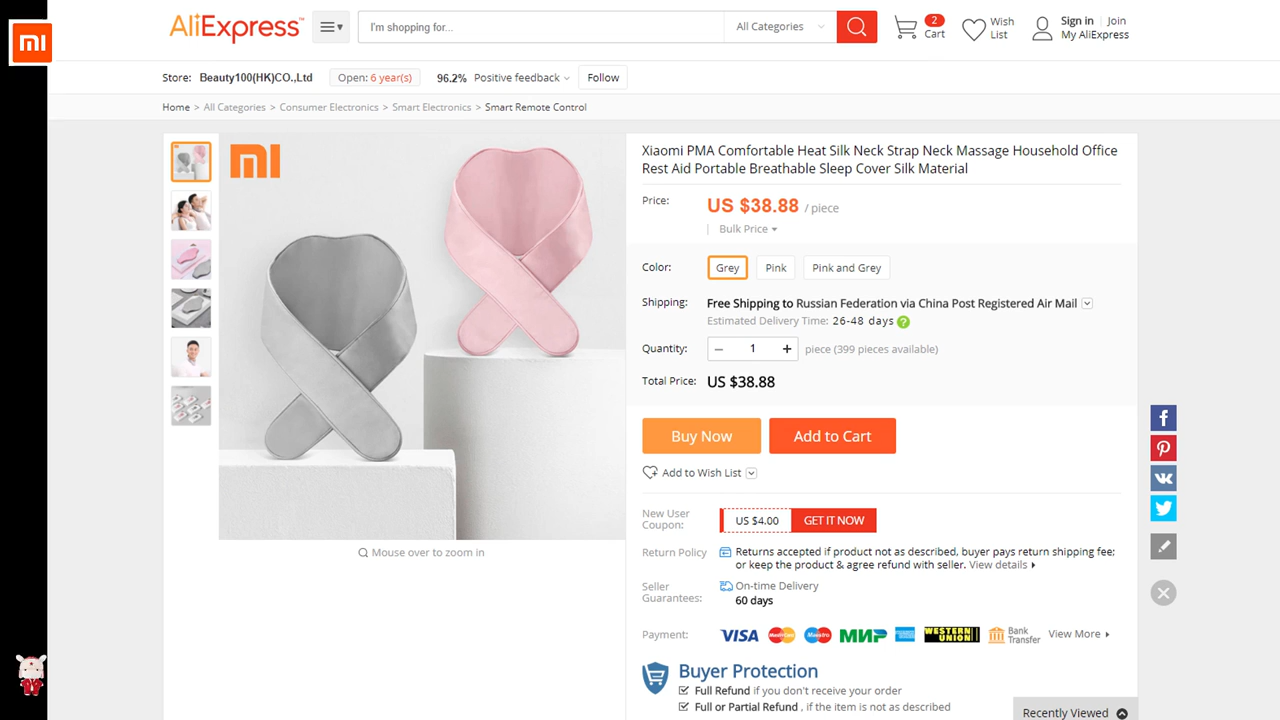 mi
AliExpress™
I'm shopping for...
All Categories
2
Cart
Wish
List
Sign in | Join
My AliExpress
Store: Beauty100(HK)CO.,Ltd Open: 6 year(s) 96.2% Positive feedback Follow
Home > All Categories > Consumer Electronics > Smart Electronics > Smart Remote Control
mi
Xiaomi PMA Comfortable Heat Silk Neck Strap Neck Massage Household Office
Rest Aid Portable Breathable Sleep Cover Silk Material
Price: US $38.88 / piece
Bulk Price
Color: Grey Pink Pink and Grey
Shipping: Free Shipping to Russian Federation via China Post Registered Air Mail
Estimated Delivery Time: 26-48 days ?
Quantity: – 1 + piece (399 pieces available)
Total Price: US $38.88
Buy Now Add to Cart
Add to Wish List
New User
Coupon:
US $4.00 GET IT NOW
Mouse over to zoom in
Return Policy
Returns accepted if product not as described, buyer pays return shipping fee;
or keep the product & agree refund with seller. View details
Seller
Guarantees:
On-time Delivery
60 days
Payment: VISA MasterCard Maestro МИР WESTERN UNION Bank Transfer View More
Buyer Protection
Full Refund if you don't receive your order
Full or Partial Refund , if the item is not as described
Recently Viewed